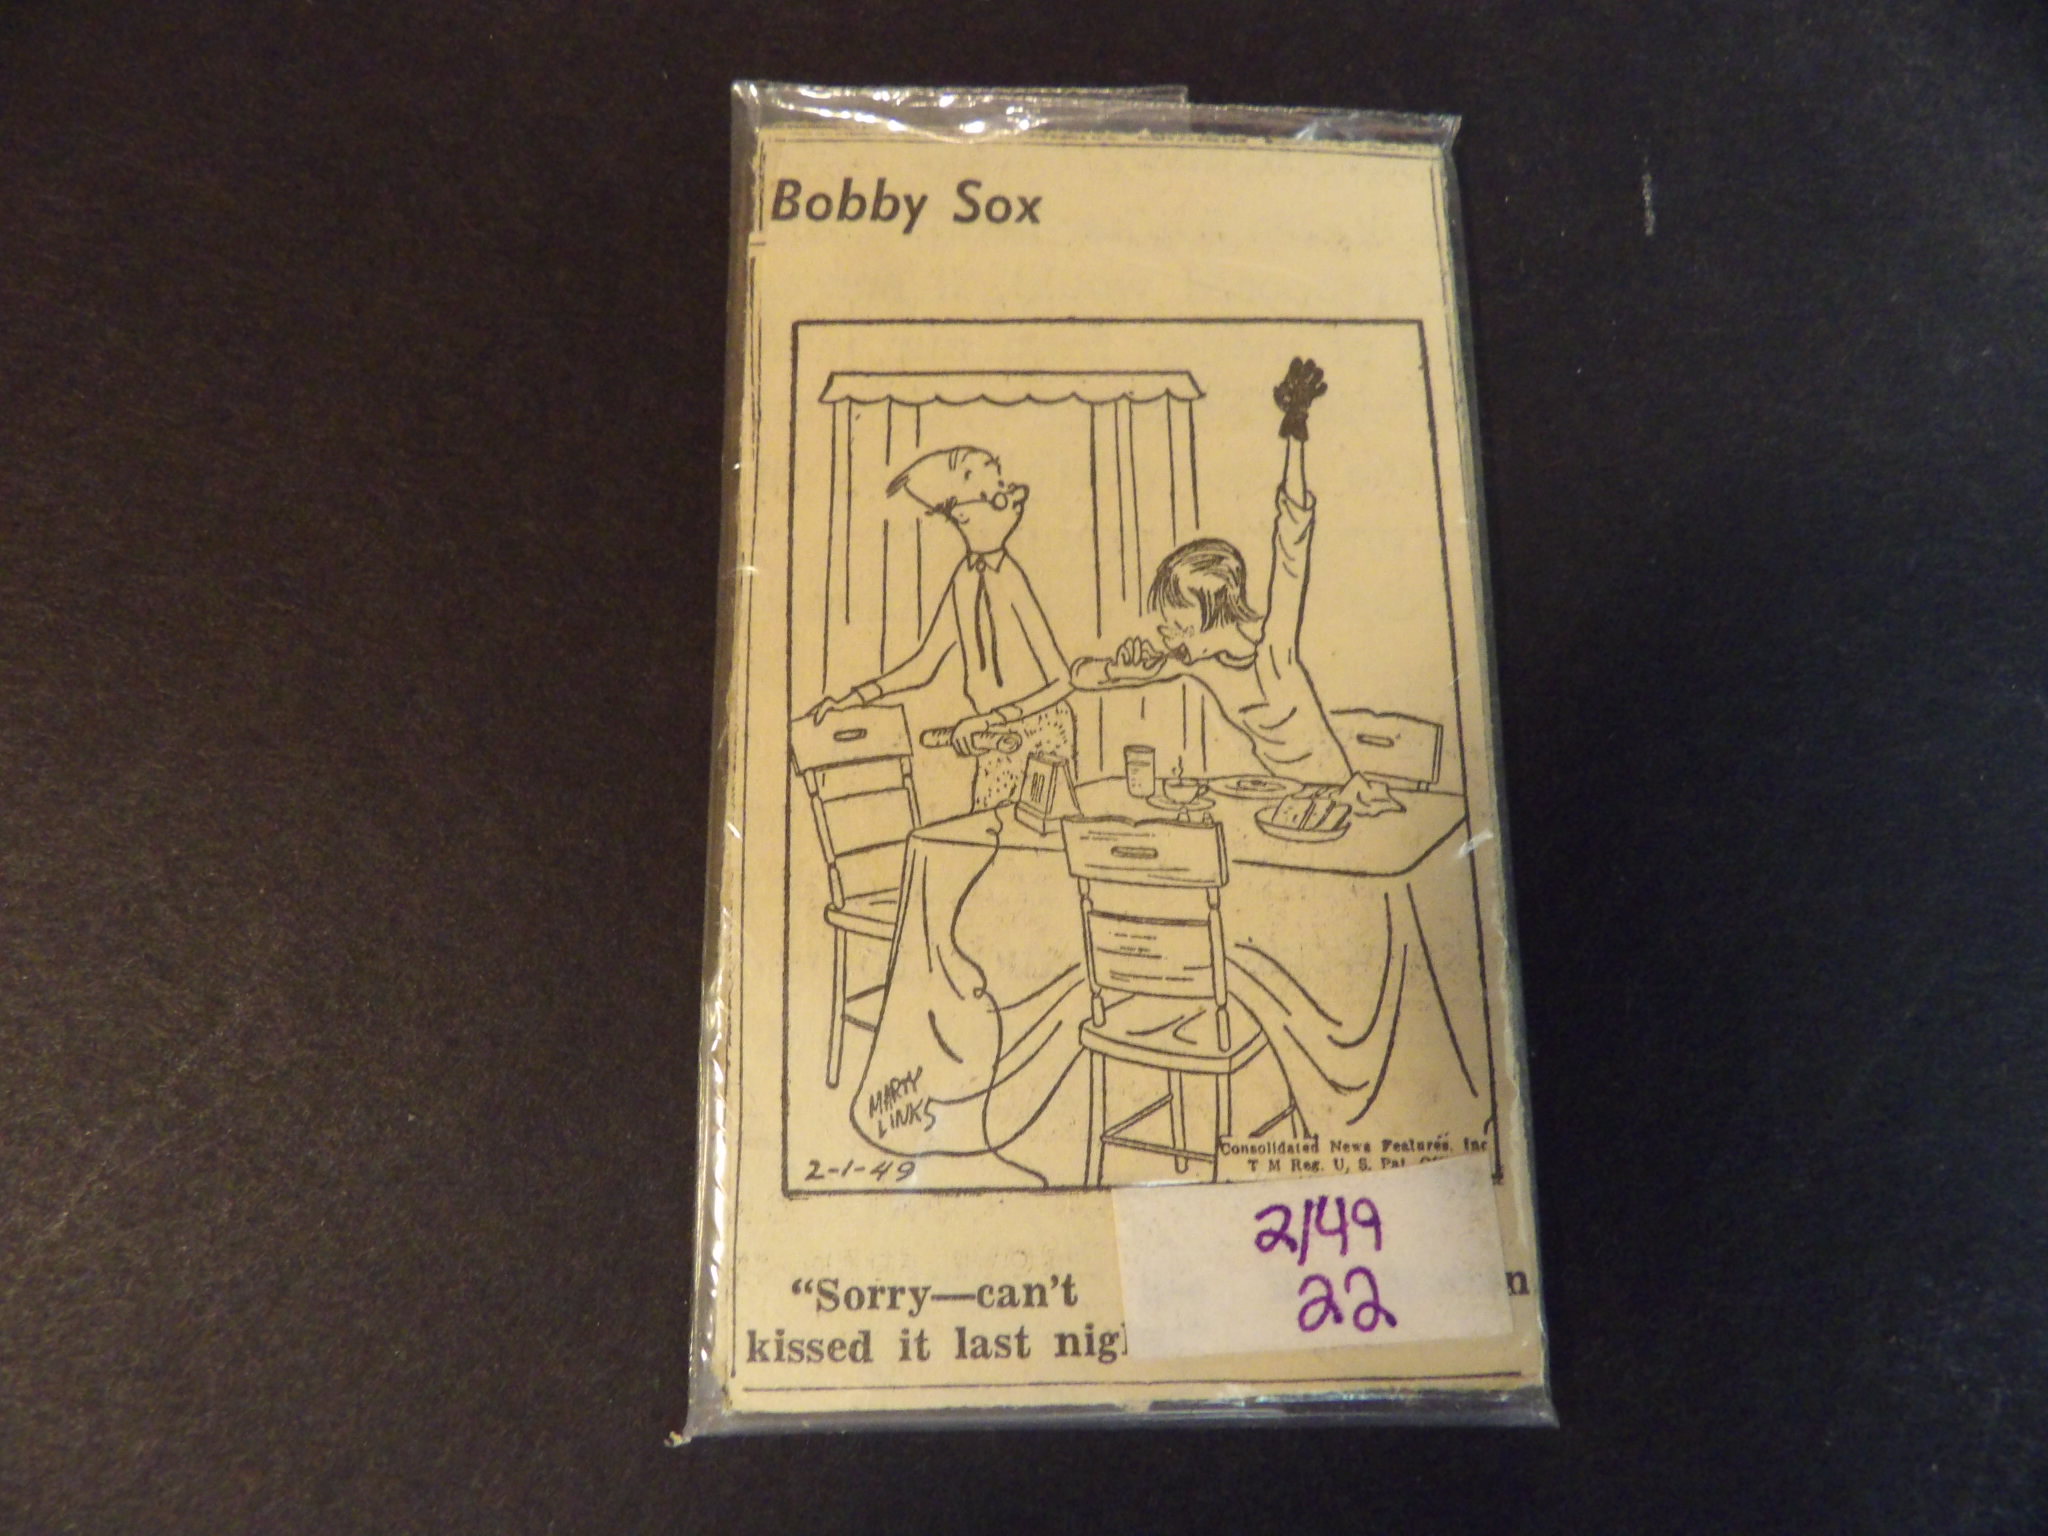 Bobby Sox
MARTY
LINKS
2-1-49
Consolidated News Features, Inc
T M Reg. U, S. Pat.
2/49
22
"Sorry—can't
kissed it last